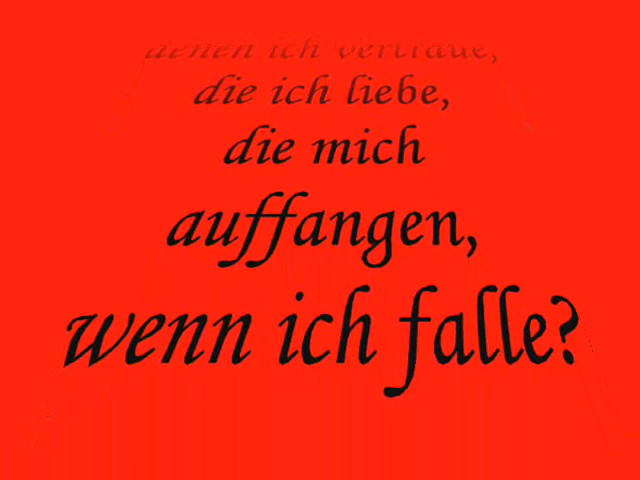 denen ich vertraue,
die ich liebe,
die mich
auffangen,
wenn ich falle?